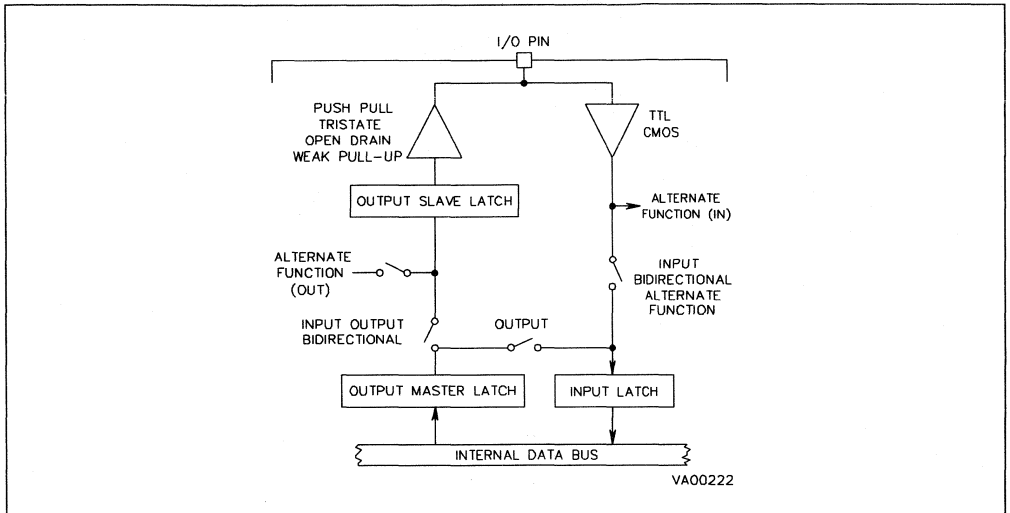 I/O PIN
PUSH PULL
TRISTATE
OPEN DRAIN
WEAK PULL-UP
TTL
CMOS
OUTPUT SLAVE LATCH
ALTERNATE
FUNCTION (IN)
ALTERNATE
FUNCTION
(OUT)
INPUT
BIDIRECTIONAL
ALTERNATE
FUNCTION
INPUT OUTPUT
BIDIRECTIONAL
OUTPUT
OUTPUT MASTER LATCH
INPUT LATCH
INTERNAL DATA BUS
VA00222